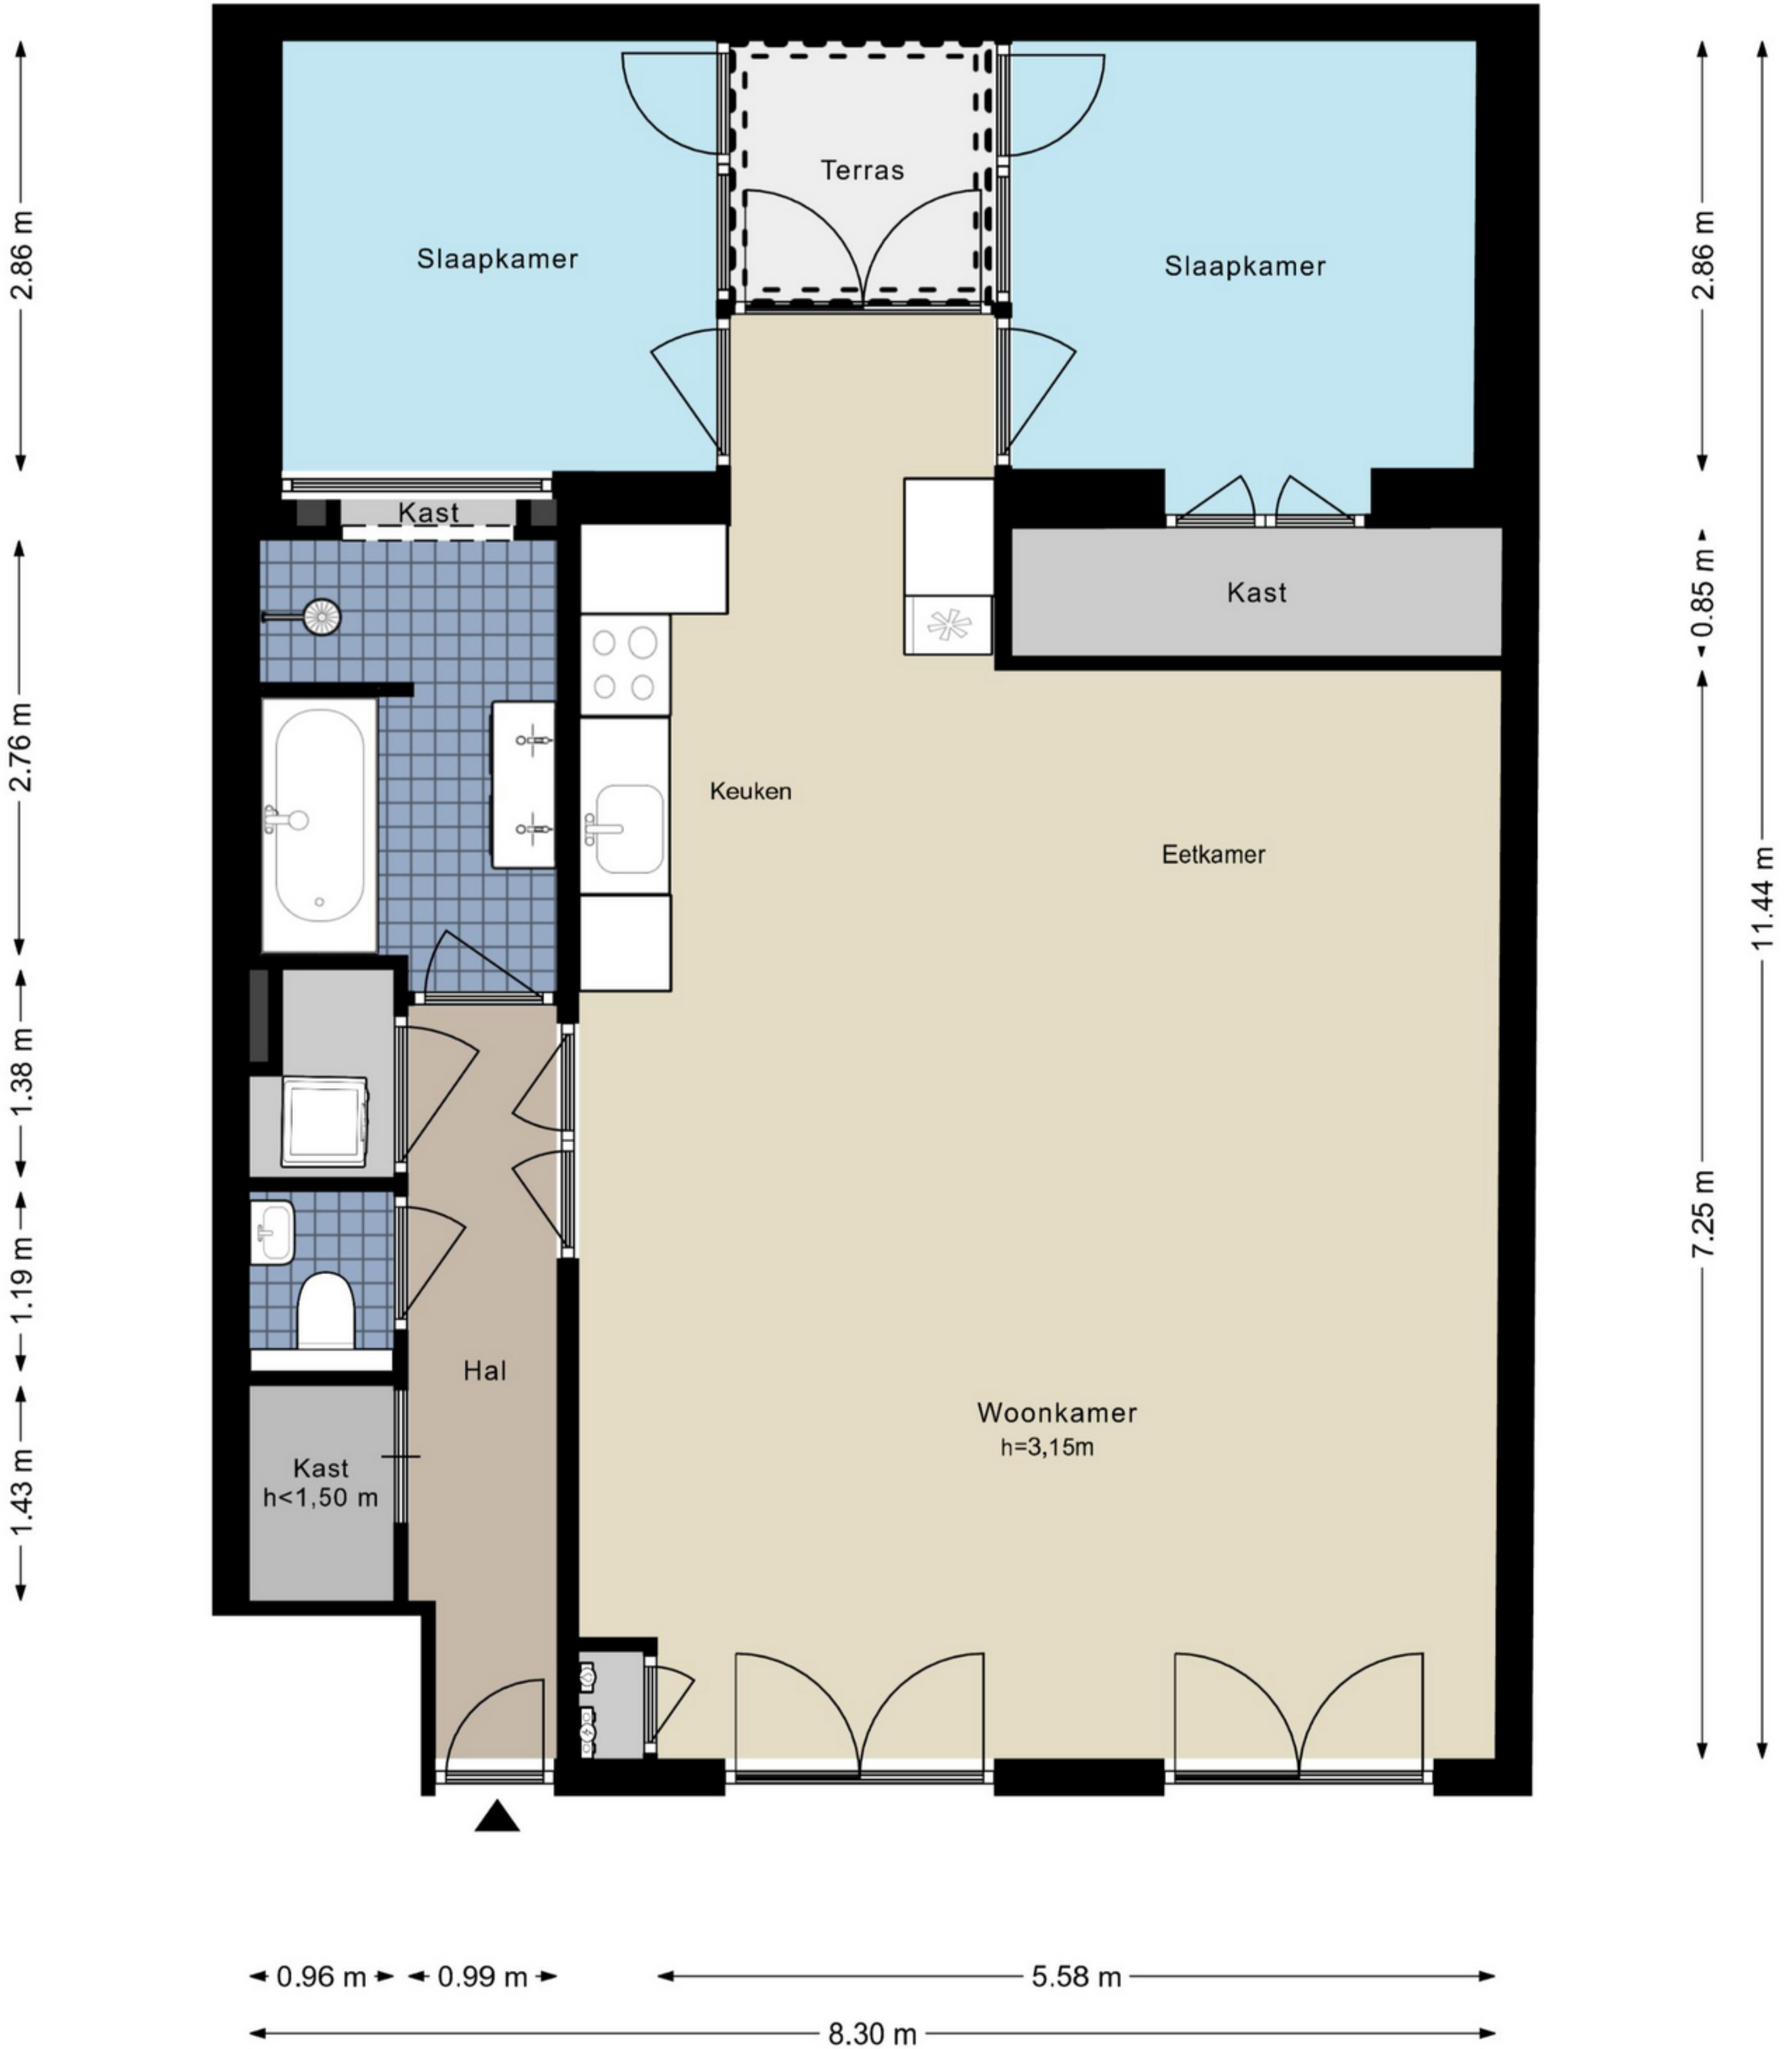 Terras
Slaapkamer
Slaapkamer
2.86 m
2.86 m
Kast
Kast
0.85 m
2.76 m
Keuken
Eetkamer
11.44 m
1.38 m
7.25 m
1.19 m
Hal
Woonkamer
h=3,15m
Kast
h<1,50 m
1.43 m
0.96 m
0.99 m
5.58 m
8.30 m